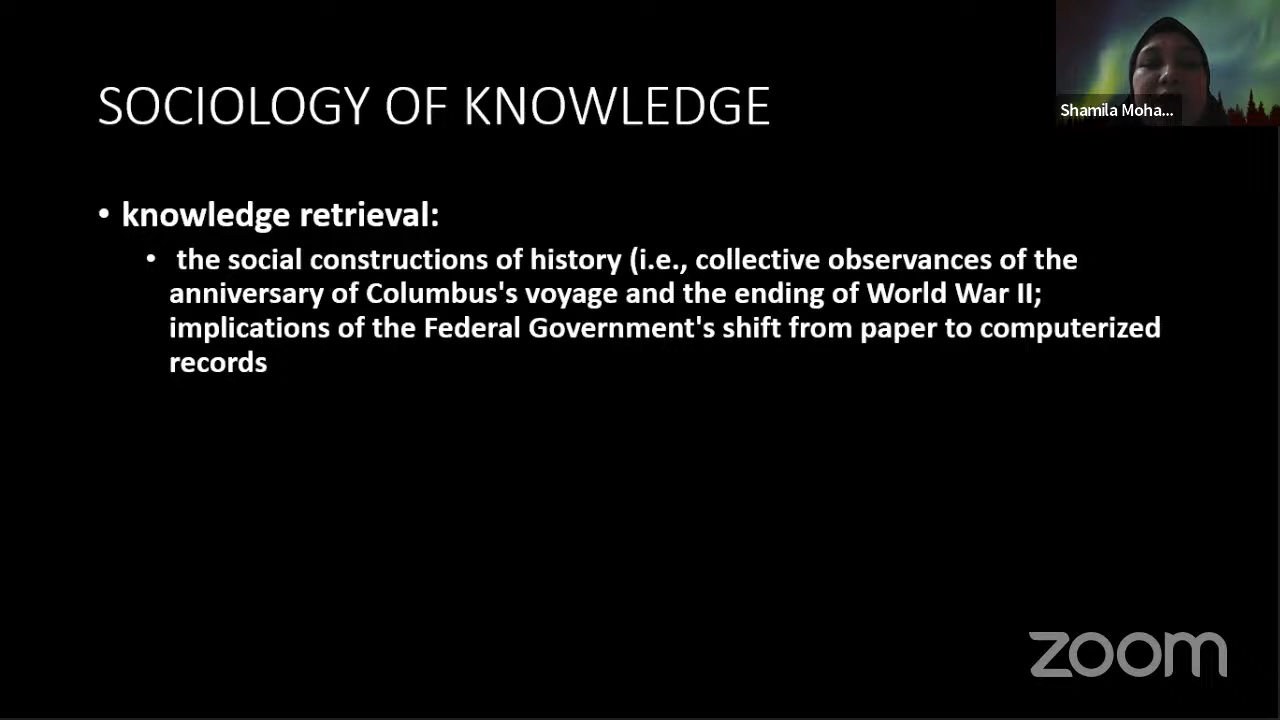 SOCIOLOGY OF KNOWLEDGE
Shamila Moha...
• knowledge retrieval:
• the social constructions of history (i.e., collective observances of the
anniversary of Columbus's voyage and the ending of World War II;
implications of the Federal Government's shift from paper to computerized
records
zoom